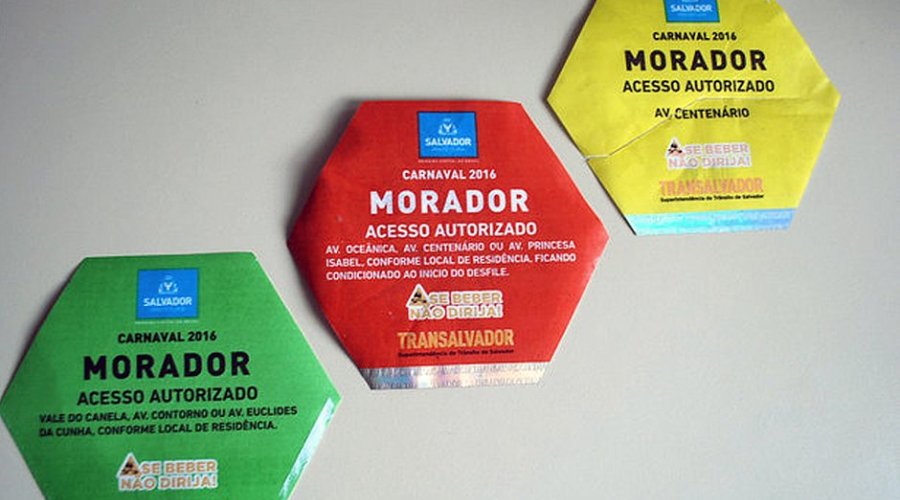 SALVADOR
CARNAVAL 2016
MORADOR
ACESSO AUTORIZADO
VALE DO CANELA, AV. CONTORNO OU AV. EUCLIDES
DA CUNHA, CONFORME LOCAL DE RESIDÊNCIA.
SE BEBER
NÃO DIRIJA!
SALVADOR
CARNAVAL 2016
MORADOR
ACESSO AUTORIZADO
AV. OCEÂNICA, AV. CENTENÁRIO OU AV. PRINCESA
ISABEL, CONFORME LOCAL DE RESIDÊNCIA, FICANDO
CONDICIONADO AO INICIO DO DESFILE.
SE BEBER
NÃO DIRIJA!
TRANSALVADOR
Superintendência de Trânsito de Salvador
SALVADOR
CARNAVAL 2016
MORADOR
ACESSO AUTORIZADO
AV. CENTENÁRIO
SE BEBER
NÃO DIRIJA!
TRANSALVADOR
Superintendência de Trânsito de Salvador